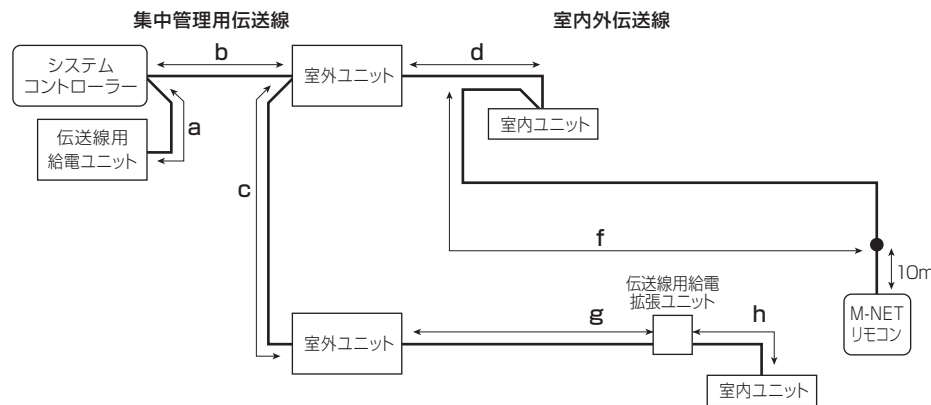 集中管理用伝送線
室内外伝送線
システム
コントローラー
b
室外ユニット
d
室内ユニット
伝送線用
給電ユニット
a
c
f
10m
M-NET
リモコン
伝送線用給電
拡張ユニット
室外ユニット
g
h
室内ユニット